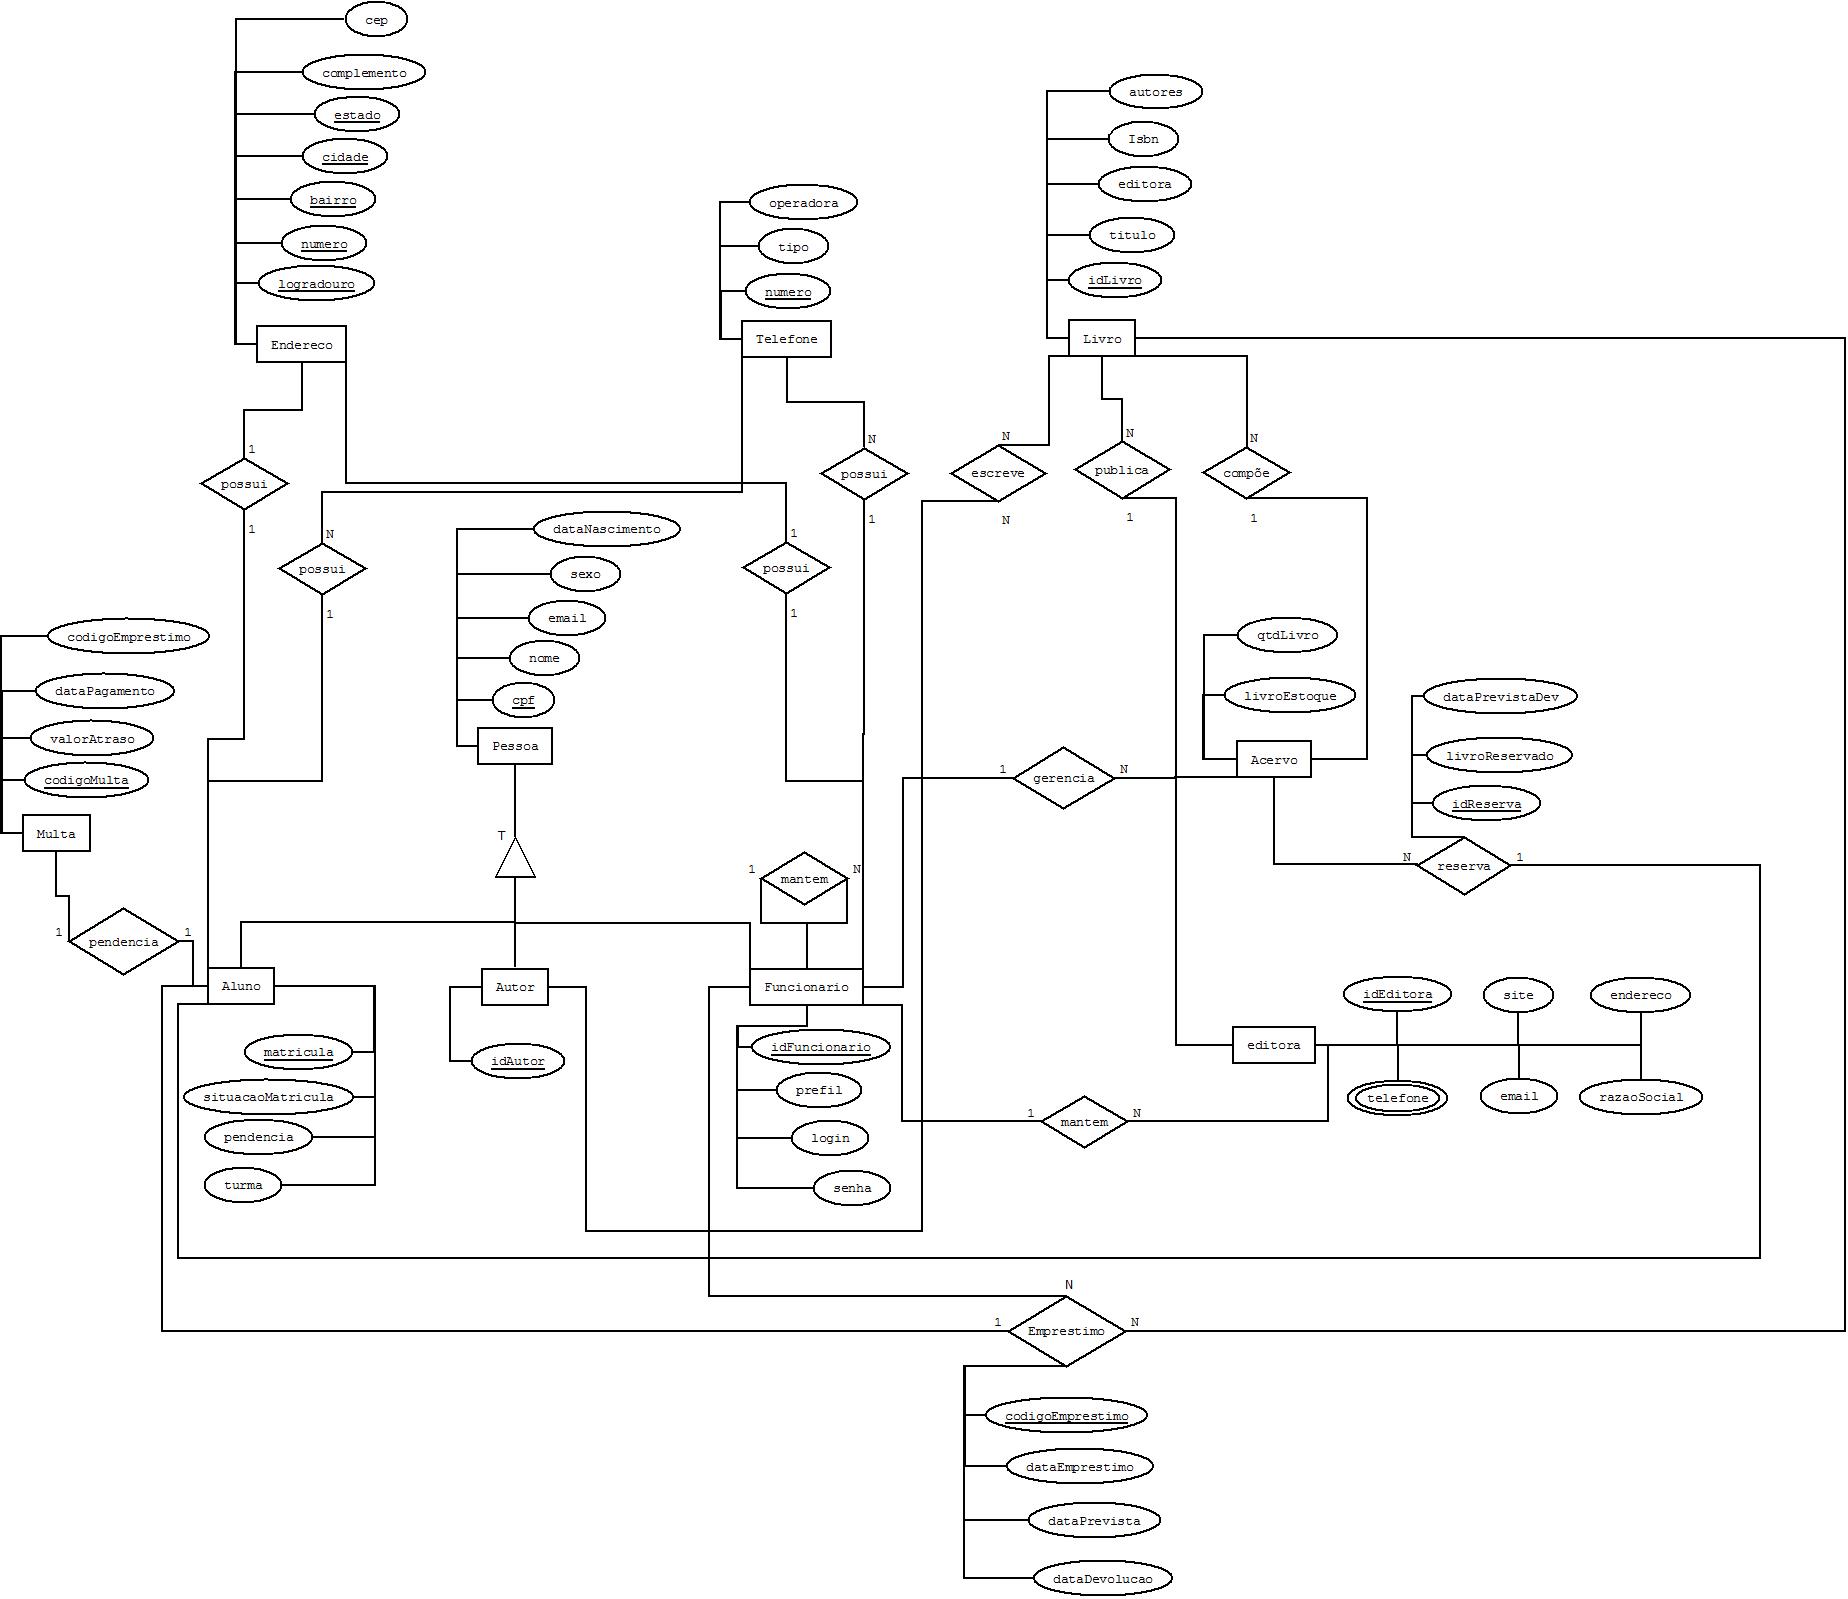 cep
complemento
estado
cidade
bairro
numero
logradouro
Endereco
operadora
tipo
numero
Telefone
autores
Isbn
editora
titulo
idLivro
Livro
1
possui
1
N
possui
1
N
possui
1
1
possui
1
N
escreve
N
N
publica
1
N
compõe
1
dataNascimento
sexo
email
nome
cpf
Pessoa
T
codigoEmprestimo
dataPagamento
valorAtraso
codigoMulta
Multa
1
pendencia
1
qtdLivro
livroEstoque
Acervo
1
gerencia
N
dataPrevistaDev
livroReservado
idReserva
N
reserva
1
1
mantem
N
Aluno
matricula
situacaoMatricula
pendencia
turma
Autor
idAutor
Funcionario
idFuncionario
prefil
login
senha
1
mantem
N
editora
idEditora
site
endereco
telefone
email
razaoSocial
N
1
Emprestimo
N
codigoEmprestimo
dataEmprestimo
dataPrevista
dataDevolucao